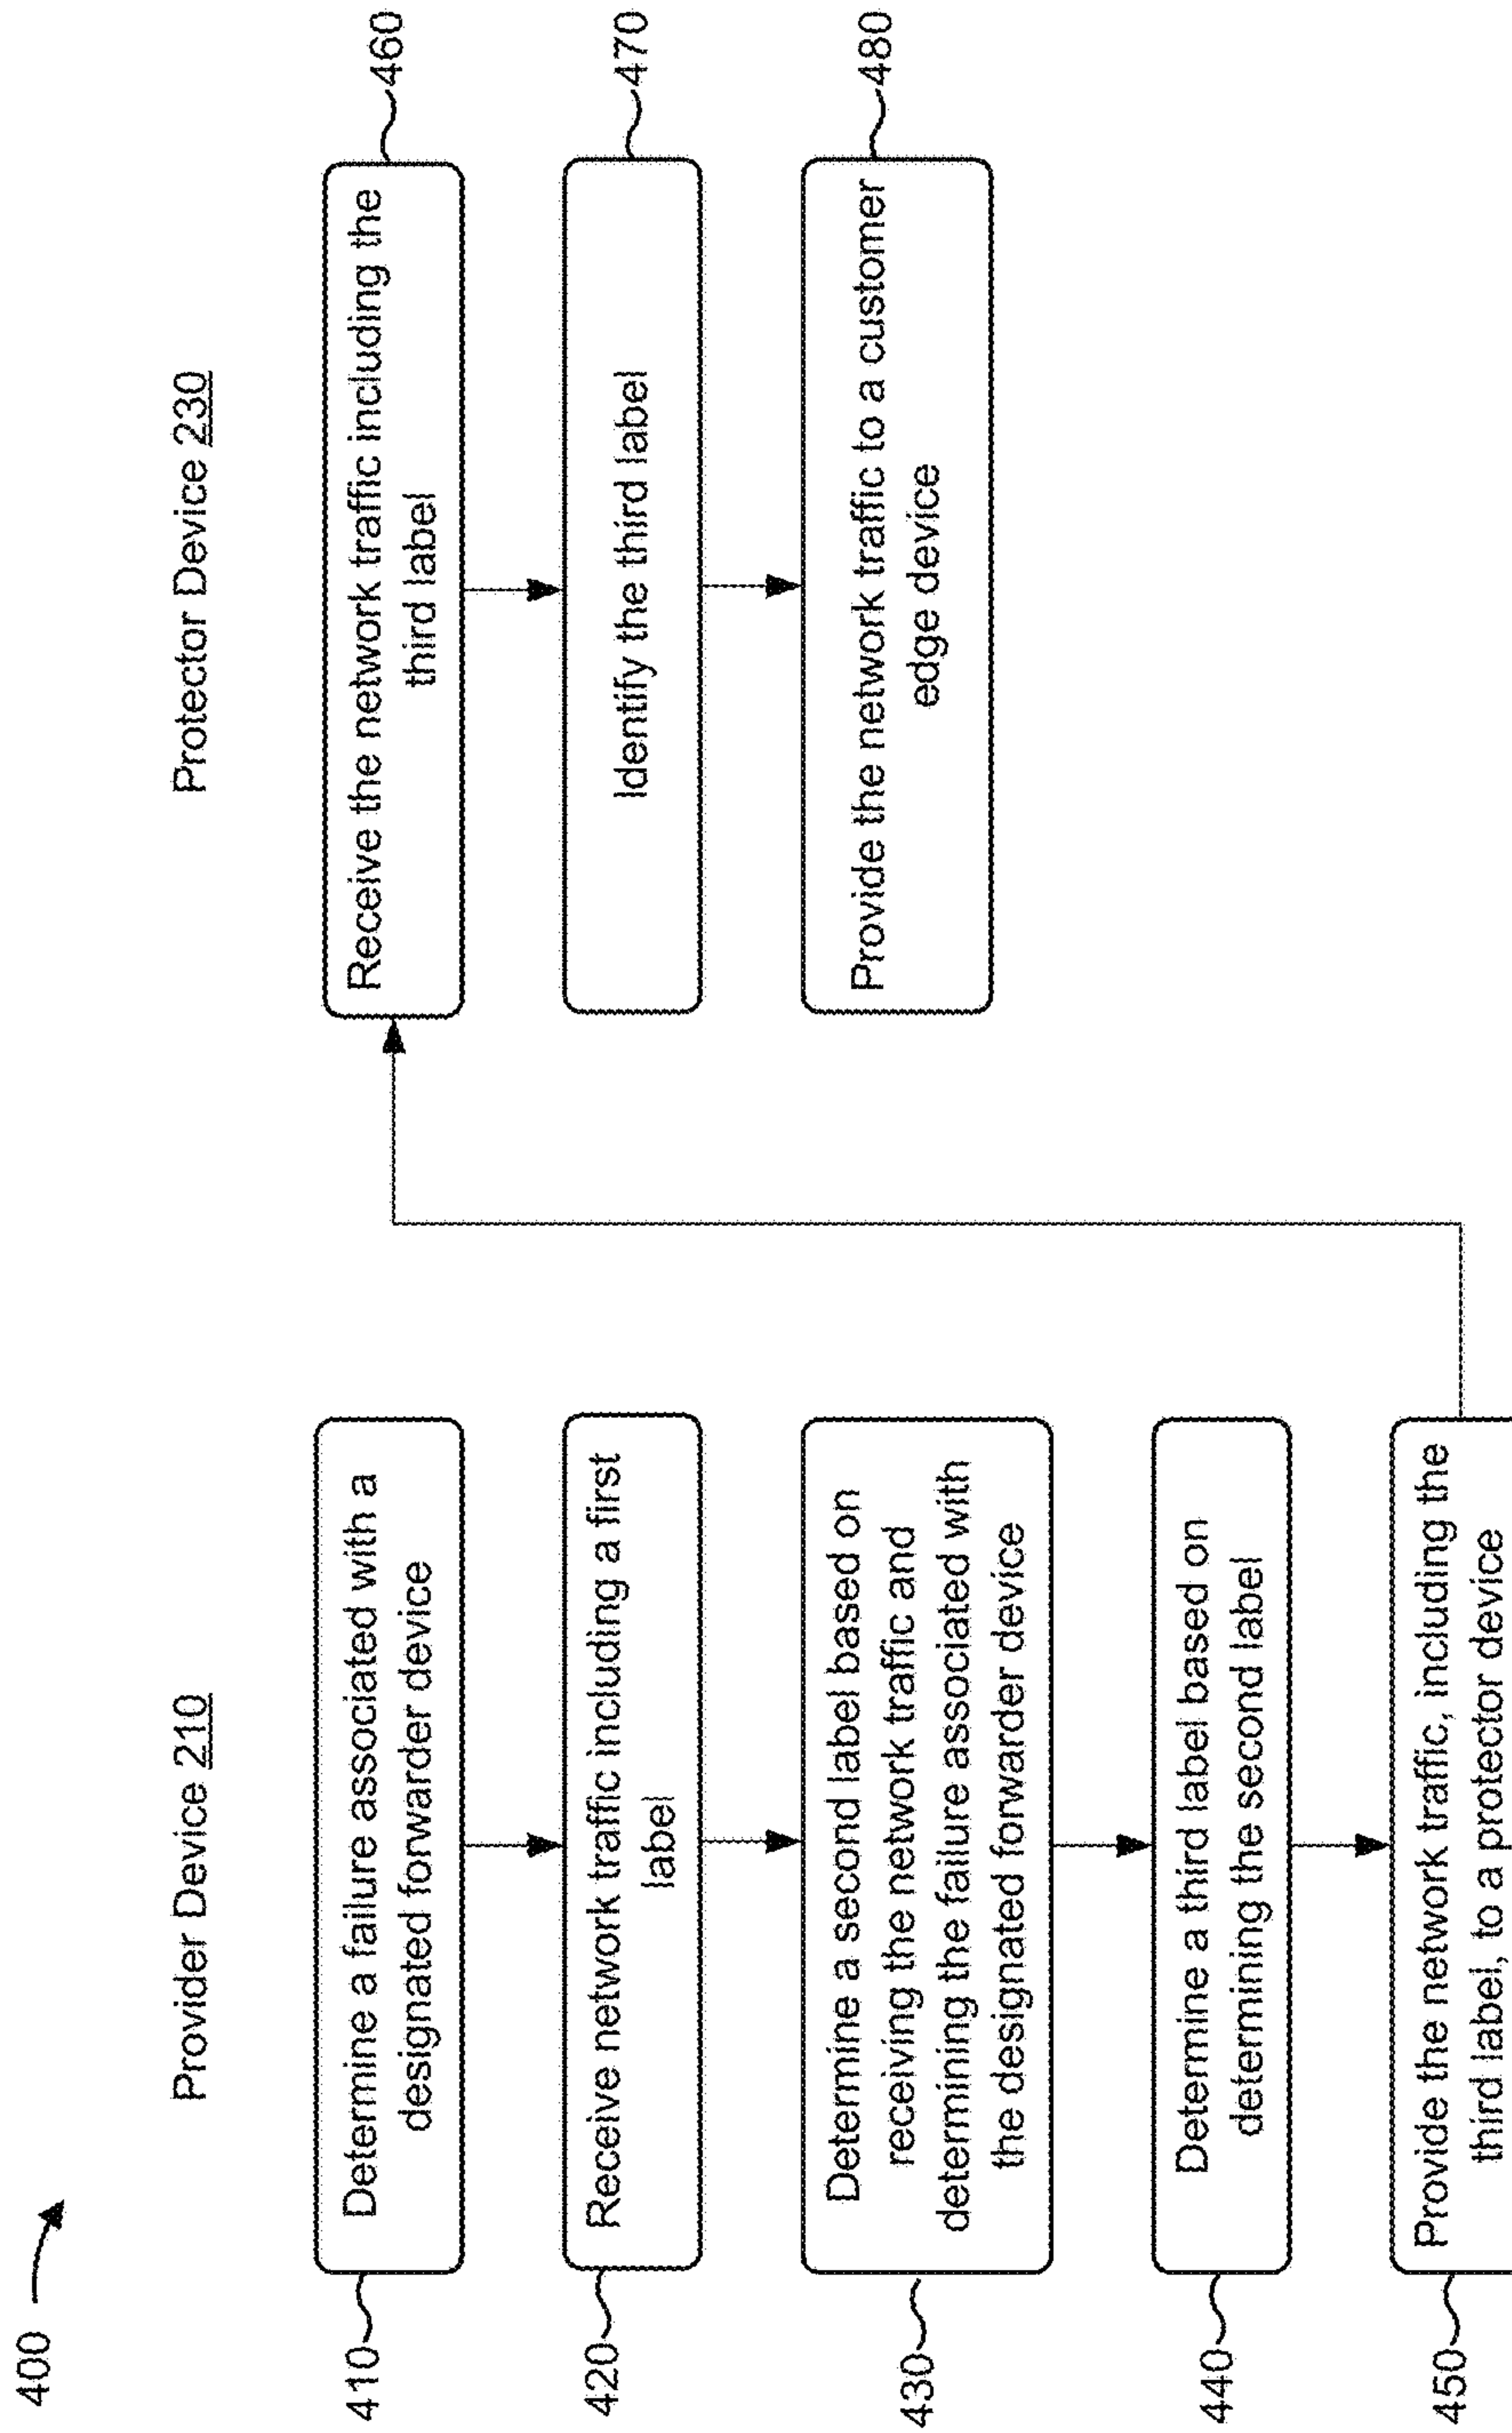 400
Provider Device 210
410
Determine a failure associated with a
designated forwarder device
420
Receive network traffic including a first
label
430
Determine a second label based on
receiving the network traffic and
determining the failure associated with
the designated forwarder device
440
Determine a third label based on
determining the second label
450
Provide the network traffic, including the
third label, to a protector device
Protector Device 230
Receive the network traffic including the
third label
460
Identify the third label
470
Provide the network traffic to a customer
edge device
480